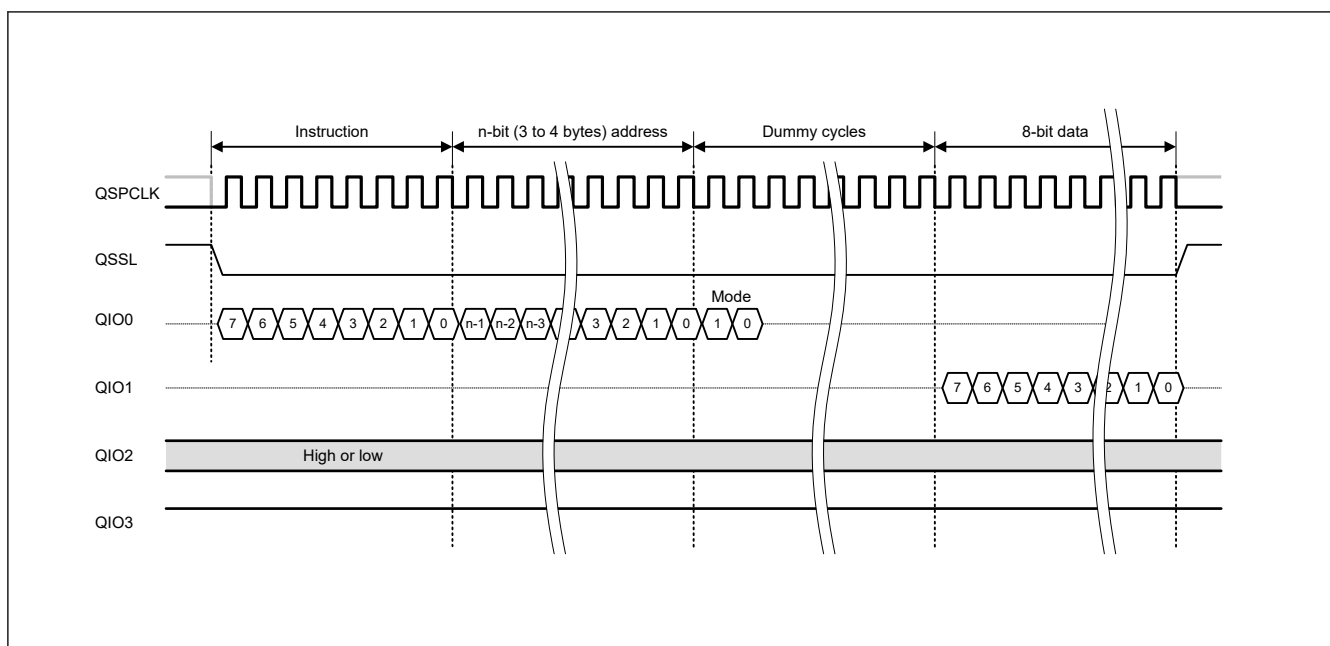 Instruction n-bit (3 to 4 bytes) address Dummy cycles 8-bit data
QSPCLK
QSSL
Mode
QIO0 7 6 5 4 3 2 1 0 n-1 n-2 n-3 3 2 1 0 1 0
QIO1 7 6 5 4 3 2 1 0
QIO2 High or low
QIO3